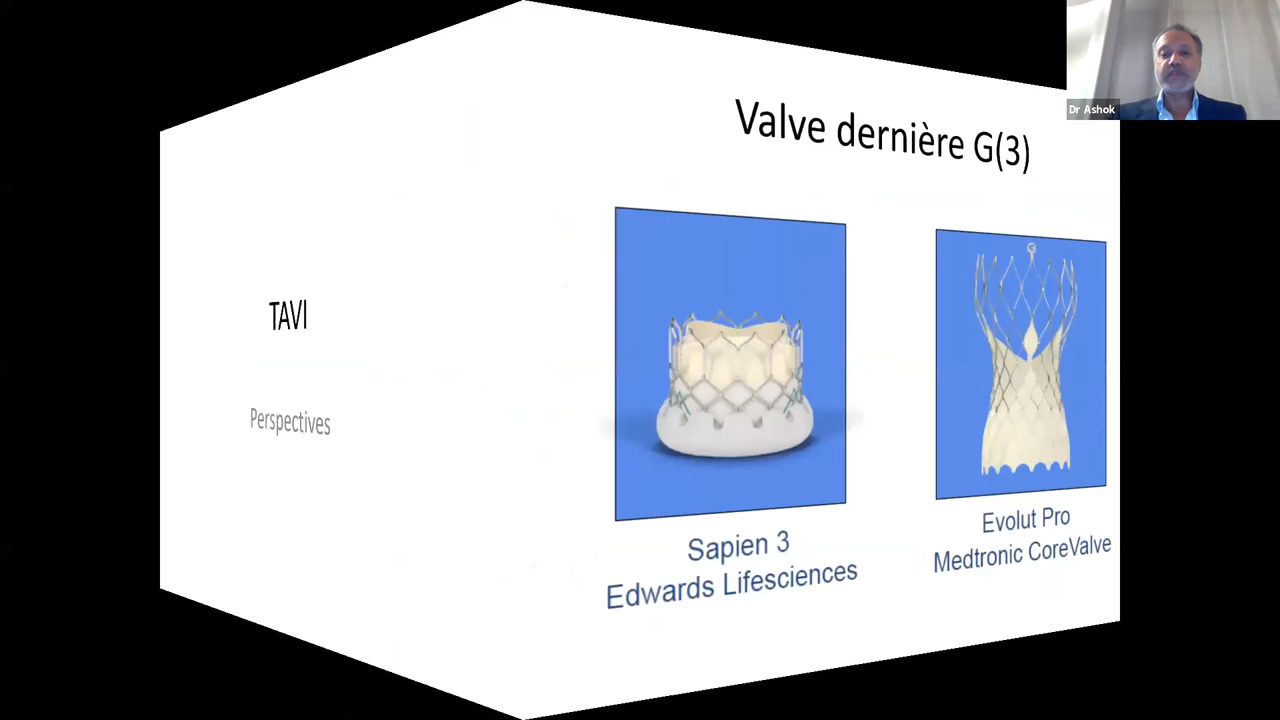 Dr Ashok
TAVI
Perspectives
Valve dernière G(3)
Sapien 3
Edwards Lifesciences
Evolut Pro
Medtronic CoreValve